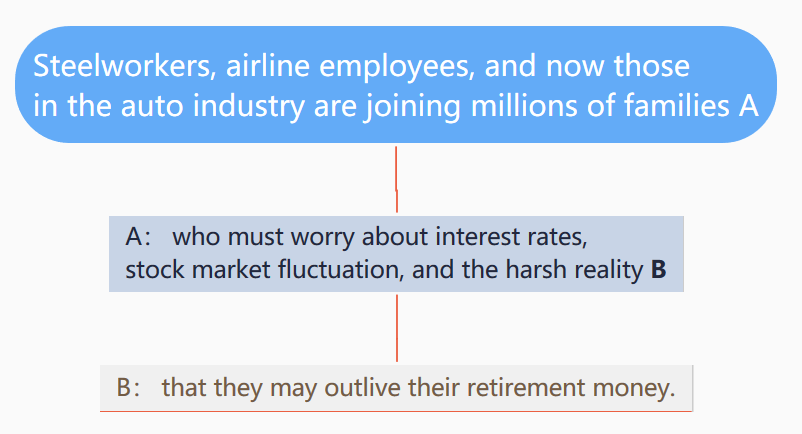 Steelworkers, airline employees, and now those
in the auto industry are joining millions of families A
A： who must worry about interest rates,
stock market fluctuation, and the harsh reality B
B： that they may outlive their retirement money.